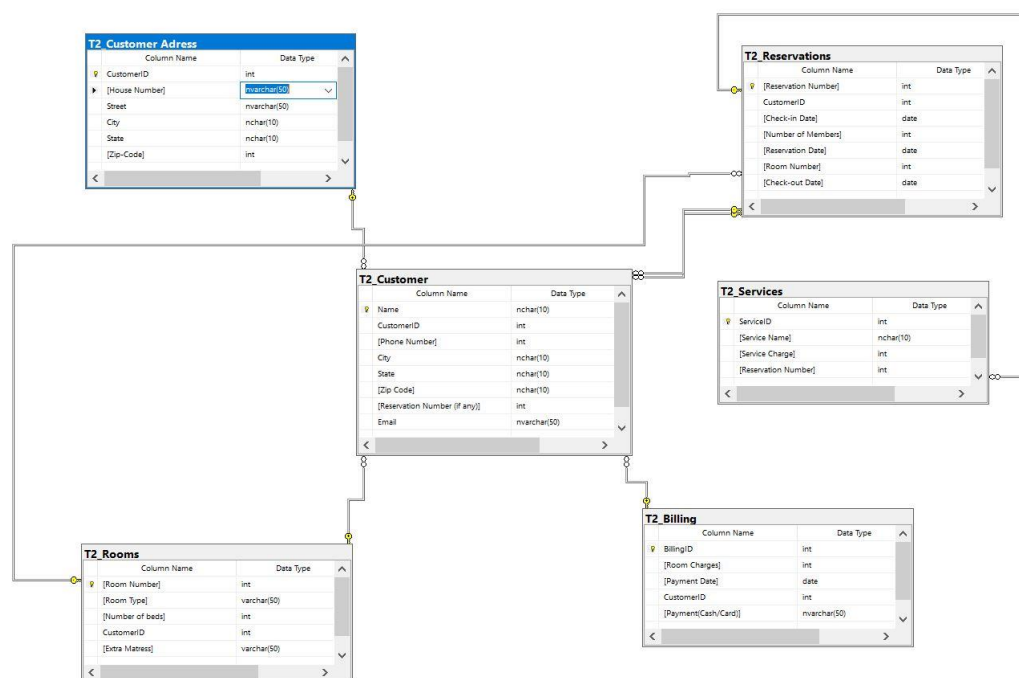 T2_Customer Adress
Column Name Data Type
CustomerID int
[House Number] nvarchar(50)
Street nvarchar(50)
City nchar(10)
State nchar(10)
[Zip-Code] int
T2_Reservations
Column Name Data Type
[Reservation Number] int
CustomerID int
[Check-in Date] date
[Number of Members] int
[Reservation Date] date
[Room Number] int
[Check-out Date] date
T2_Customer
Column Name Data Type
Name nchar(10)
CustomerID int
[Phone Number] int
City nchar(10)
State nchar(10)
[Zip Code] nchar(10)
[Reservation Number (if any)] int
Email nvarchar(50)
T2_Services
Column Name Data Type
ServiceID int
[Service Name] nchar(10)
[Service Charge] int
[Reservation Number] int
T2_Rooms
Column Name Data Type
[Room Number] int
[Room Type] varchar(50)
[Number of beds] int
CustomerID int
[Extra Matress] varchar(50)
T2_Billing
Column Name Data Type
BillingID int
[Room Charges] int
[Payment Date] date
CustomerID int
[Payment(Cash/Card)] nvarchar(50)